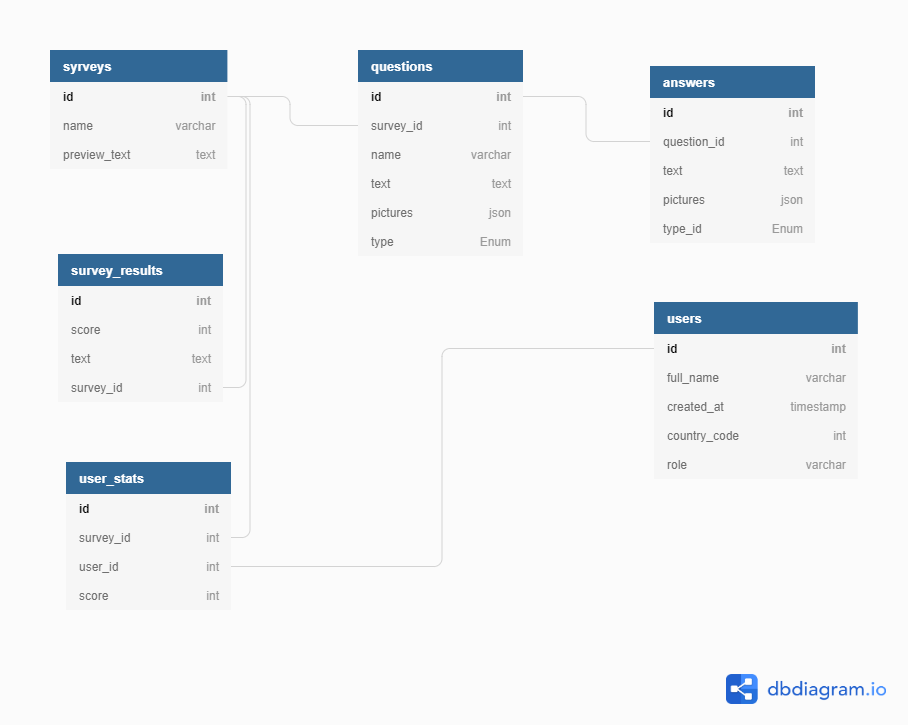 syrveys
id int
name varchar
preview_text text
questions
id int
survey_id int
name varchar
text text
pictures json
type Enum
answers
id int
question_id int
text text
pictures json
type_id Enum
survey_results
id int
score int
text text
survey_id int
users
id int
full_name varchar
created_at timestamp
country_code int
role varchar
user_stats
id int
survey_id int
user_id int
score int
dbdiagram.io